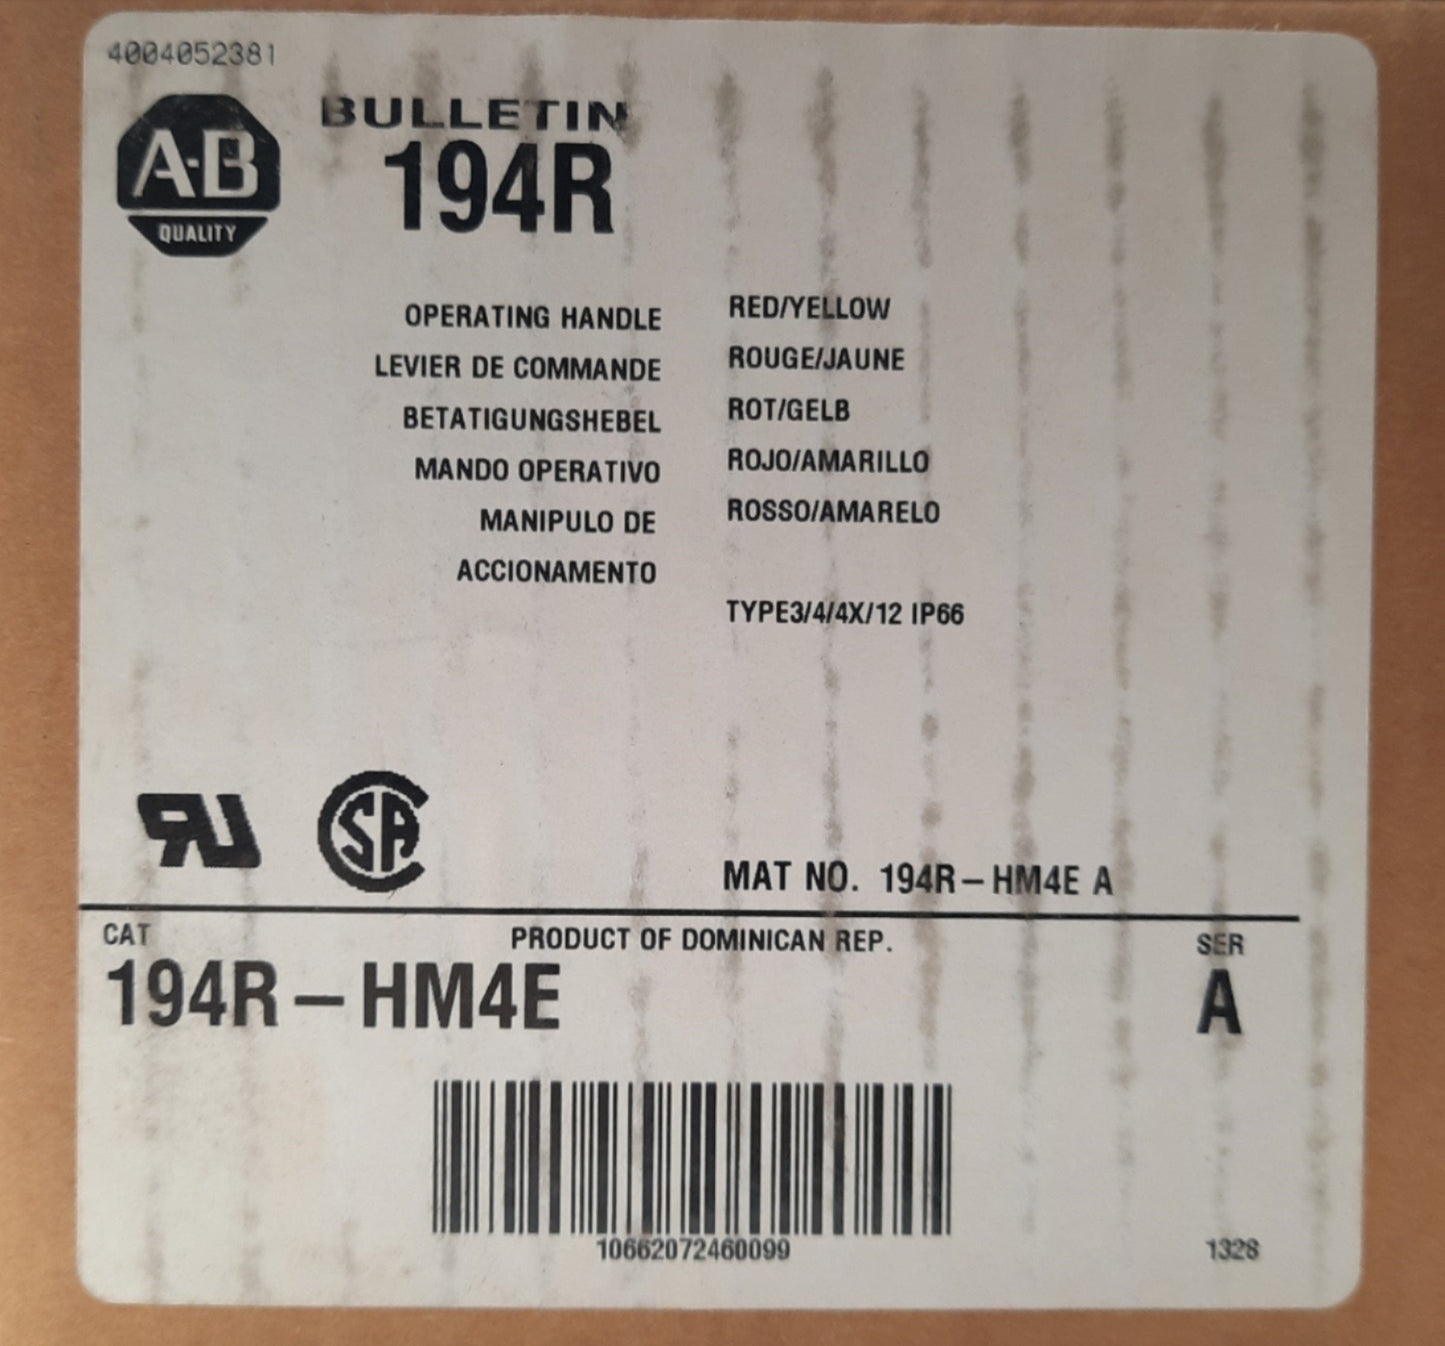 4004052381
A-B
QUALITY
BULLETIN
194R
OPERATING HANDLE RED/YELLOW
LEVIER DE COMMANDE ROUGE/JAUNE
BETATIGUNGSHEBEL ROT/GELB
MANDO OPERATIVO ROJO/AMARILLO
MANIPULO DE ROSSO/AMARELO
ACCIONAMENTO
TYPE3/4/4X/12 IP66
RU
SA
MAT NO. 194R-HM4E A
CAT PRODUCT OF DOMINICAN REP. SER
194R-HM4E A
10662072460099 1328